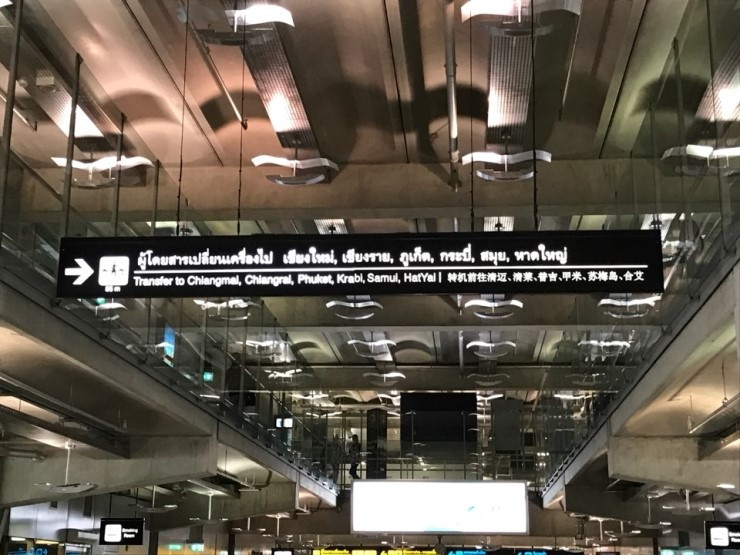 ผู้โดยสารเปลี่ยนเครื่องไป เชียงใหม่, เชียงราย, ภูเก็ต, กระบี่, สมุย, หาดใหญ่
Transfer to Chiangmai, Chiangrai, Phuket, Krabi, Samui, HatYai | 转机前往清迈、清莱、普吉、甲米、苏梅岛、合艾
Smoking Room